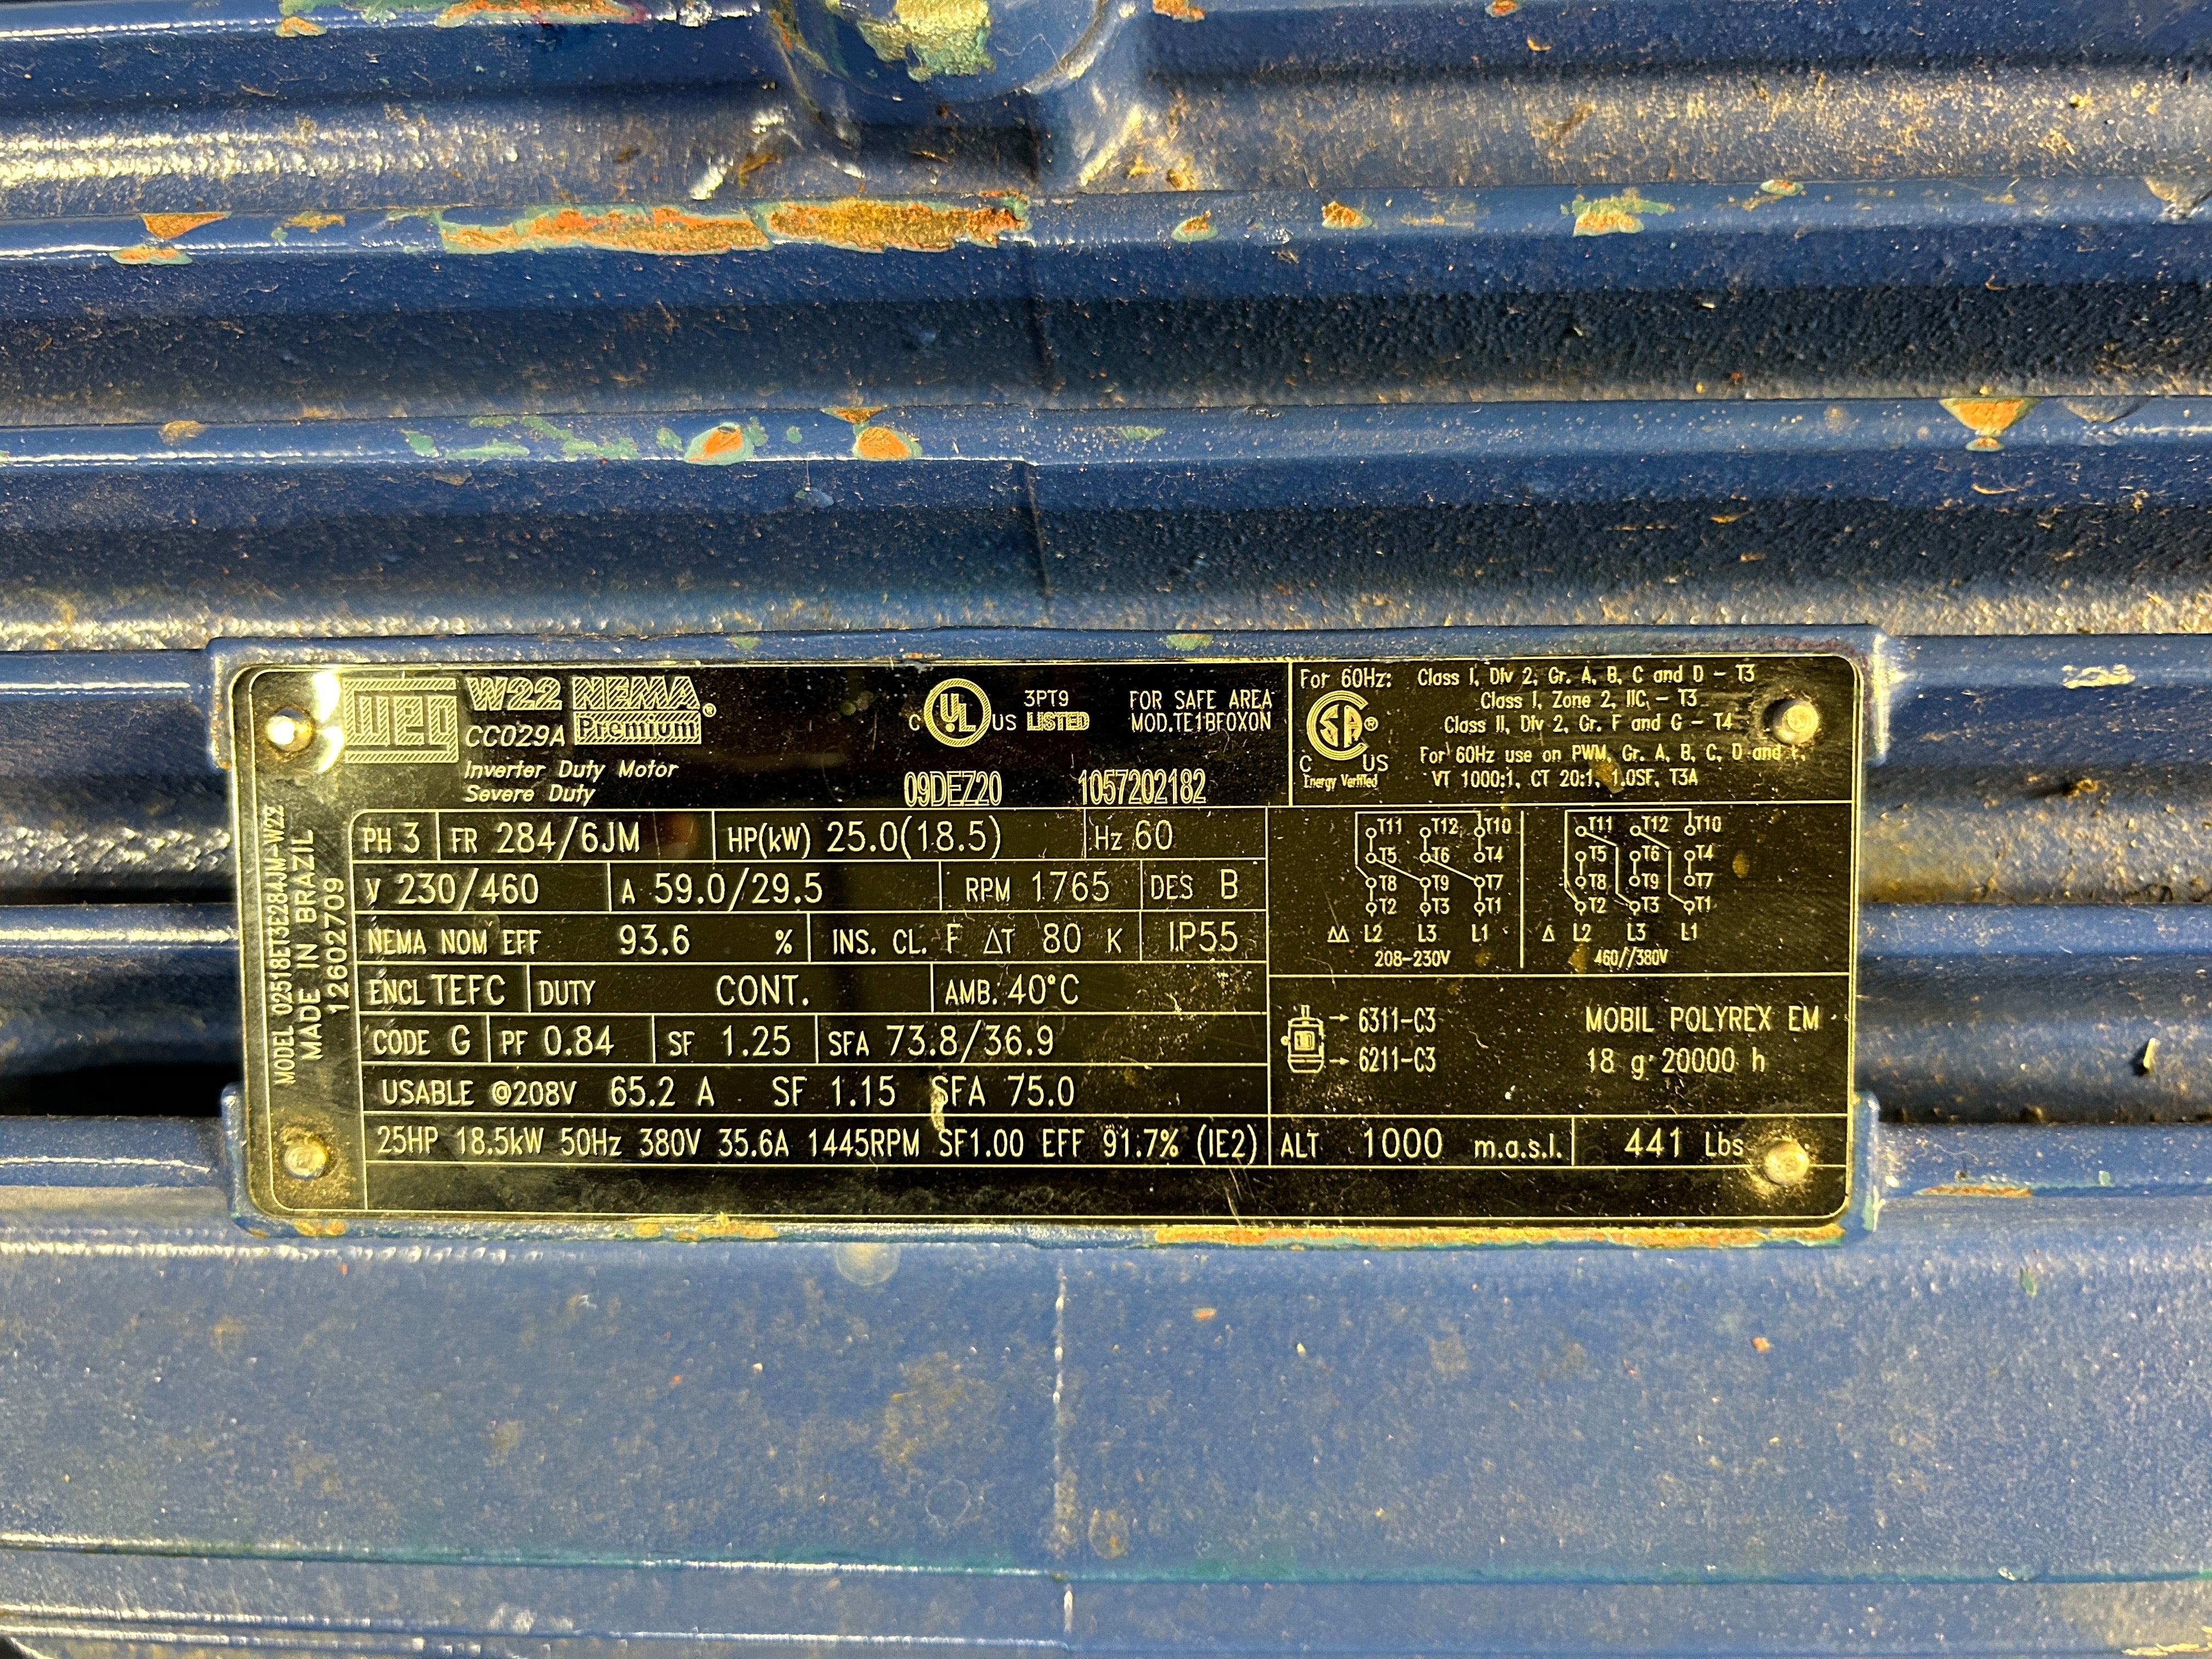 WEG W22 NEMA Premium®
CC029A
Inverter Duty Motor
Severe Duty
C UL US 3PT9 LISTED
FOR SAFE AREA
MOD.TE1BF0X0N
09DEZ20 1057202182
For 60Hz: Class I, Div 2, Gr. A, B, C and D - T3
Class I, Zone 2, IIC - T3
Class II, Div 2, Gr. F and G - T4
For 60Hz use on PWM, Gr. A, B, C, D and F,
VT 1000:1, CT 20:1, 1.0SF, T3A
C SA® US
Energy Verified
MODEL 02518ET3E284JM-W22
MADE IN BRAZIL
12602709
PH 3 FR 284/6JM HP(kW) 25.0(18.5) Hz 60
V 230/460 A 59.0/29.5 RPM 1765 DES B
NEMA NOM EFF 93.6 % INS. CL. F ΔT 80 K IP55
ENCL TEFC DUTY CONT. AMB. 40°C
CODE G PF 0.84 SF 1.25 SFA 73.8/36.9
USABLE @208V 65.2 A SF 1.15 SFA 75.0
25HP 18.5kW 50Hz 380V 35.6A 1445RPM SF1.00 EFF 91.7% (IE2)
T11 T12 T10
T5 T6 T4
T8 T9 T7
T2 T3 T1
ΔΔ L2 L3 L1
208-230V
T11 T12 T10
T5 T6 T4
T8 T9 T7
T2 T3 T1
Δ L2 L3 L1
460//380V
→ 6311-C3
→ 6211-C3
MOBIL POLYREX EM
18 g 20000 h
ALT 1000 m.a.s.l. 441 Lbs